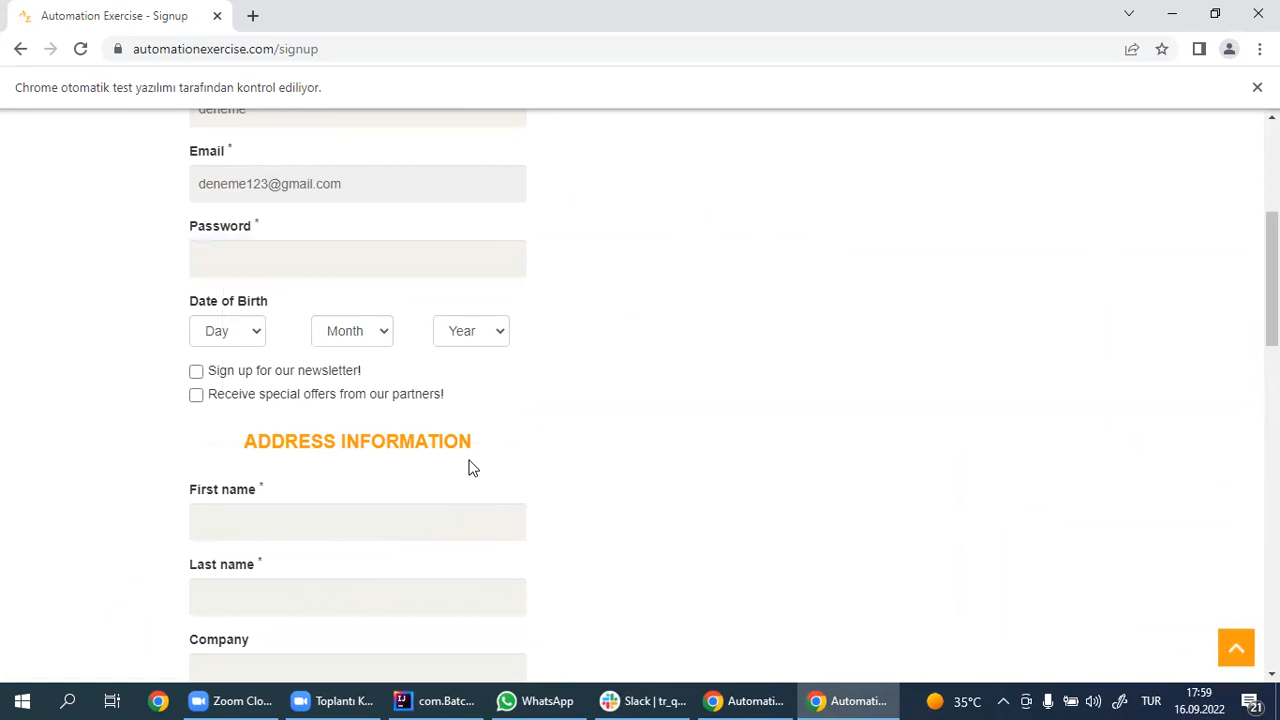 Automation Exercise - Signup
automationexercise.com/signup
Chrome otomatik test yazılımı tarafından kontrol ediliyor.
deneme
Email *
deneme123@gmail.com
Password *
Date of Birth
Day Month Year
Sign up for our newsletter!
Receive special offers from our partners!
ADDRESS INFORMATION
First name *
Last name *
Company
Zoom Clo... Toplantı K... com.Batc... WhatsApp Slack | tr_q... Automati... Automati... 35°C TUR 17:59
16.09.2022 21